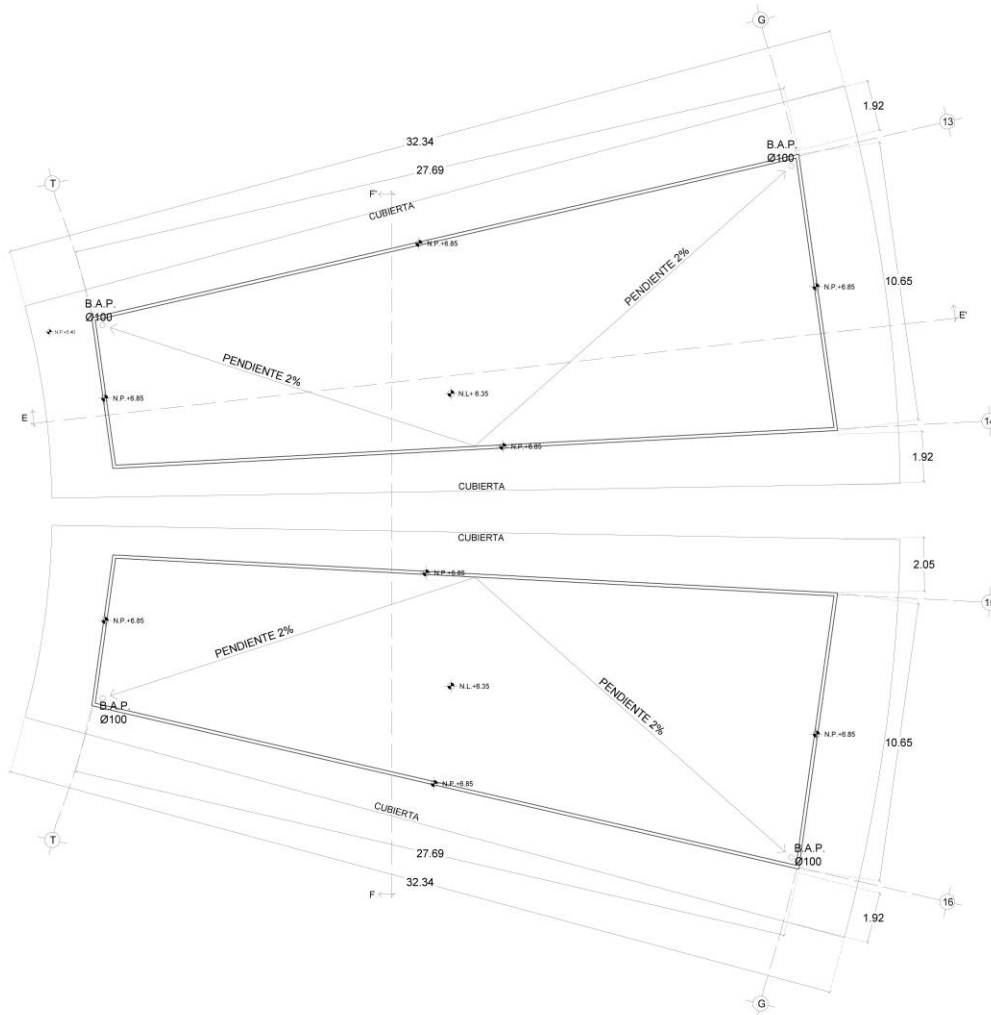 G
1.92
13
32.34
B.A.P.
Ø100
27.69
T
F'
CUBIERTA
N.P.+6.85
PENDIENTE 2%
10.65
N.P.+6.85
B.A.P.
Ø100
E'
PENDIENTE 2%
N.L+ 6.35
N.P.+6.85
E
14
N.P.+6.85
1.92
CUBIERTA
CUBIERTA
2.05
N.P.+6.85
15
N.P.+6.85
PENDIENTE 2%
N.L.+6.35
PENDIENTE 2%
B.A.P.
Ø100
N.P.+6.85
10.65
N.P.+6.85
CUBIERTA
T
27.69
B.A.P.
Ø100
32.34
F
16
1.92
G